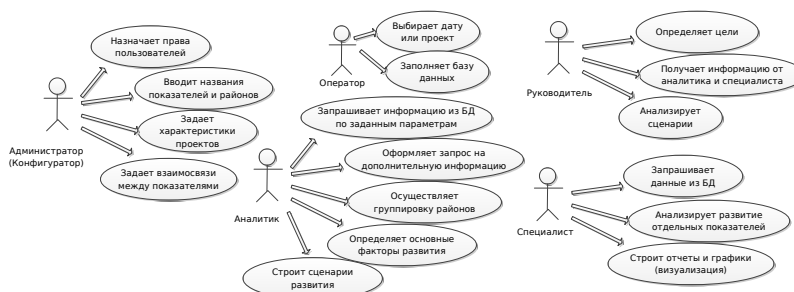 Назначает права
пользователей
Вводит названия
показателей и районов
Задает
характеристики
проектов
Задает взаимосвязи
между показателями
Администратор
(Конфигуратор)
Выбирает дату
или проект
Заполняет базу
данных
Оператор
Запрашивает информацию из БД
по заданным параметрам
Оформляет запрос на
дополнительную информацию
Осуществляет
группировку районов
Определяет основные
факторы развития
Строит сценарии
развития
Аналитик
Определяет цели
Получает информацию от
аналитика и специалиста
Анализирует
сценарии
Руководитель
Запрашивает
данные из БД
Анализирует развитие
отдельных показателей
Строит отчеты и графики
(визуализация)
Специалист